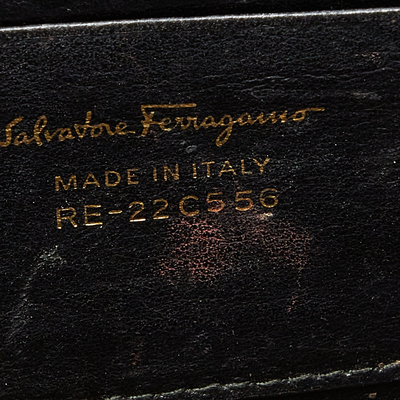 Salvatore Ferragamo
MADE IN ITALY
RE-22C556